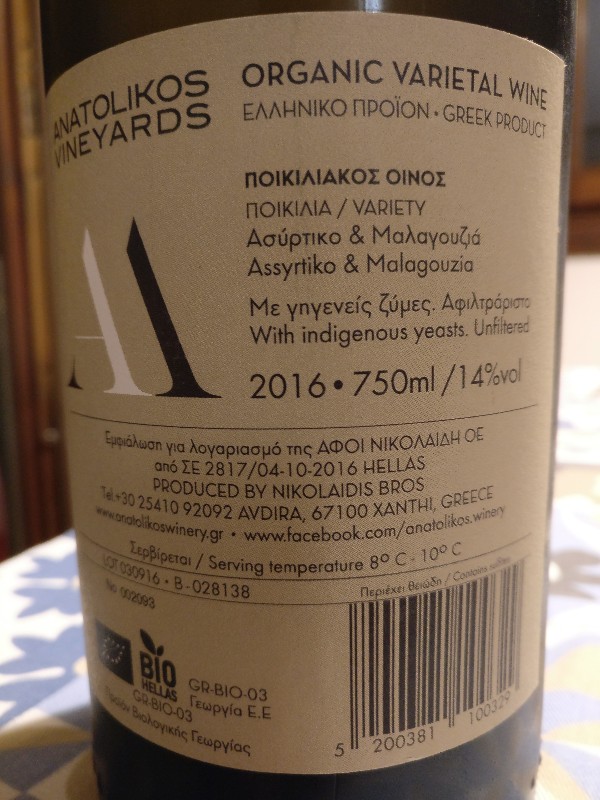 ANATOLIKOS
VINEYARDS
ORGANIC VARIETAL WINE
ΕΛΛΗΝΙΚΟ ΠΡΟΪΟΝ • GREEK PRODUCT
ΠΟΙΚΙΛΙΑΚΟΣ ΟΙΝΟΣ
ΠΟΙΚΙΛΙΑ / VARIETY
Ασύρτικο & Μαλαγουζιά
Assyrtiko & Malagouzia
Με γηγενείς ζύμες. Αφιλτράριστο
With indigenous yeasts. Unfiltered
2016 • 750ml / 14%vol
Εμφιάλωση για λογαριασμό της ΑΦΟΙ ΝΙΚΟΛΑΙΔΗ ΟΕ
από ΣΕ 2817/04-10-2016 HELLAS
PRODUCED BY NIKOLAIDIS BROS
Tel.+30 25410 92092 AVDIRA, 67100 XANTHI, GREECE
www.anatolikoswinery.gr • www.facebook.com/anatolikos.winery
Σερβίρεται / Serving temperature 8° C - 10° C
LOT 030916 • B-028138
Περιέχει θειώδη / Contains sulfites
No 002093
BIO
HELLAS
GR-BIO-03
GR-BIO-03
Γεωργία Ε.Ε
Προϊόν Βιολογικής Γεωργίας
5 200381 100329